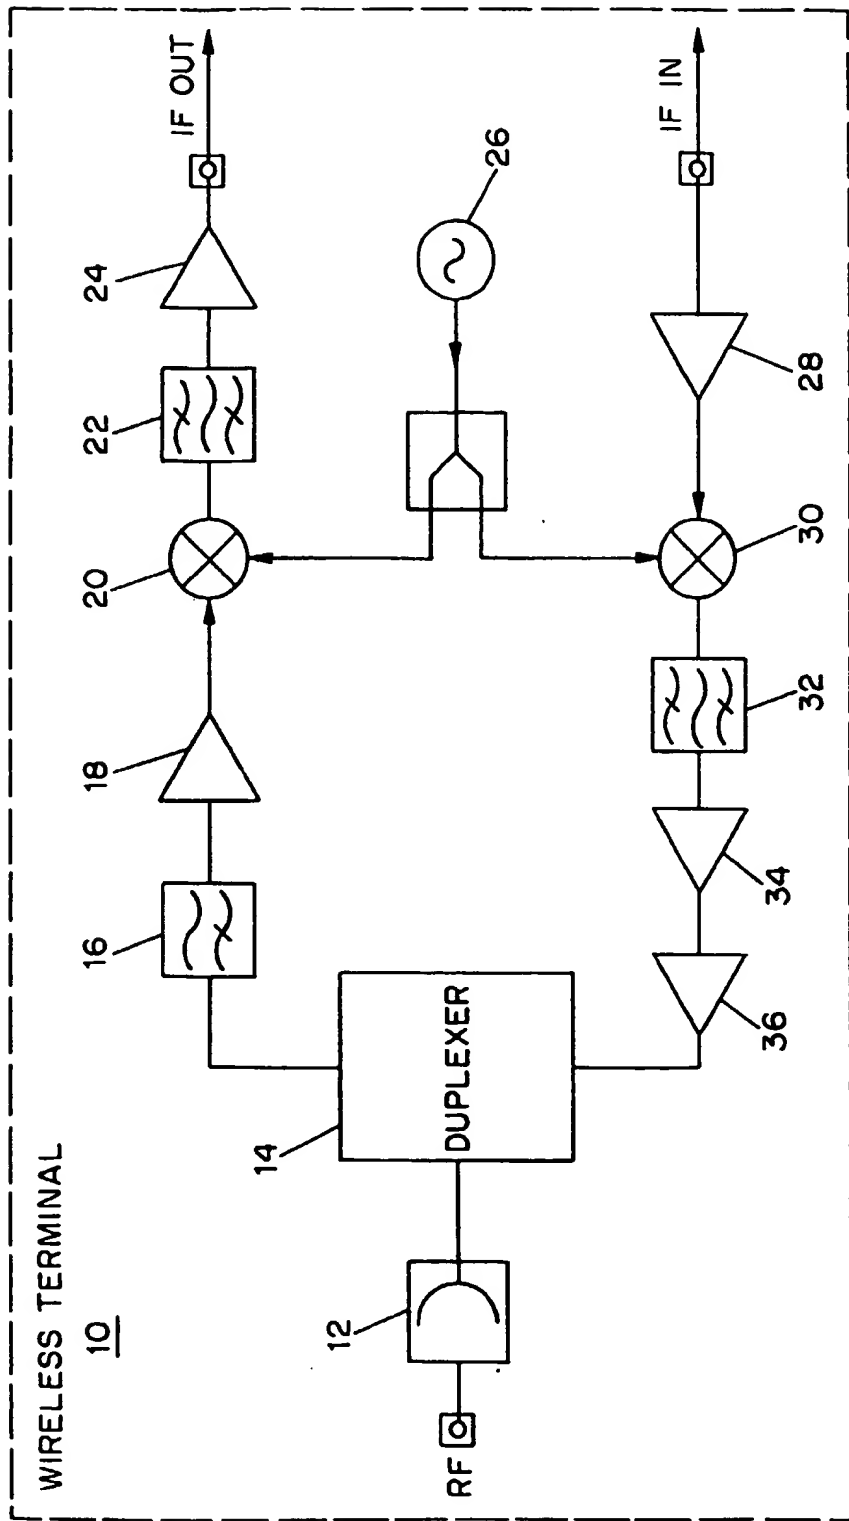 WIRELESS TERMINAL
10
16
18
20
22
24
IF OUT
14
DUPLEXER
26
RF
12
36
34
32
30
28
IF IN